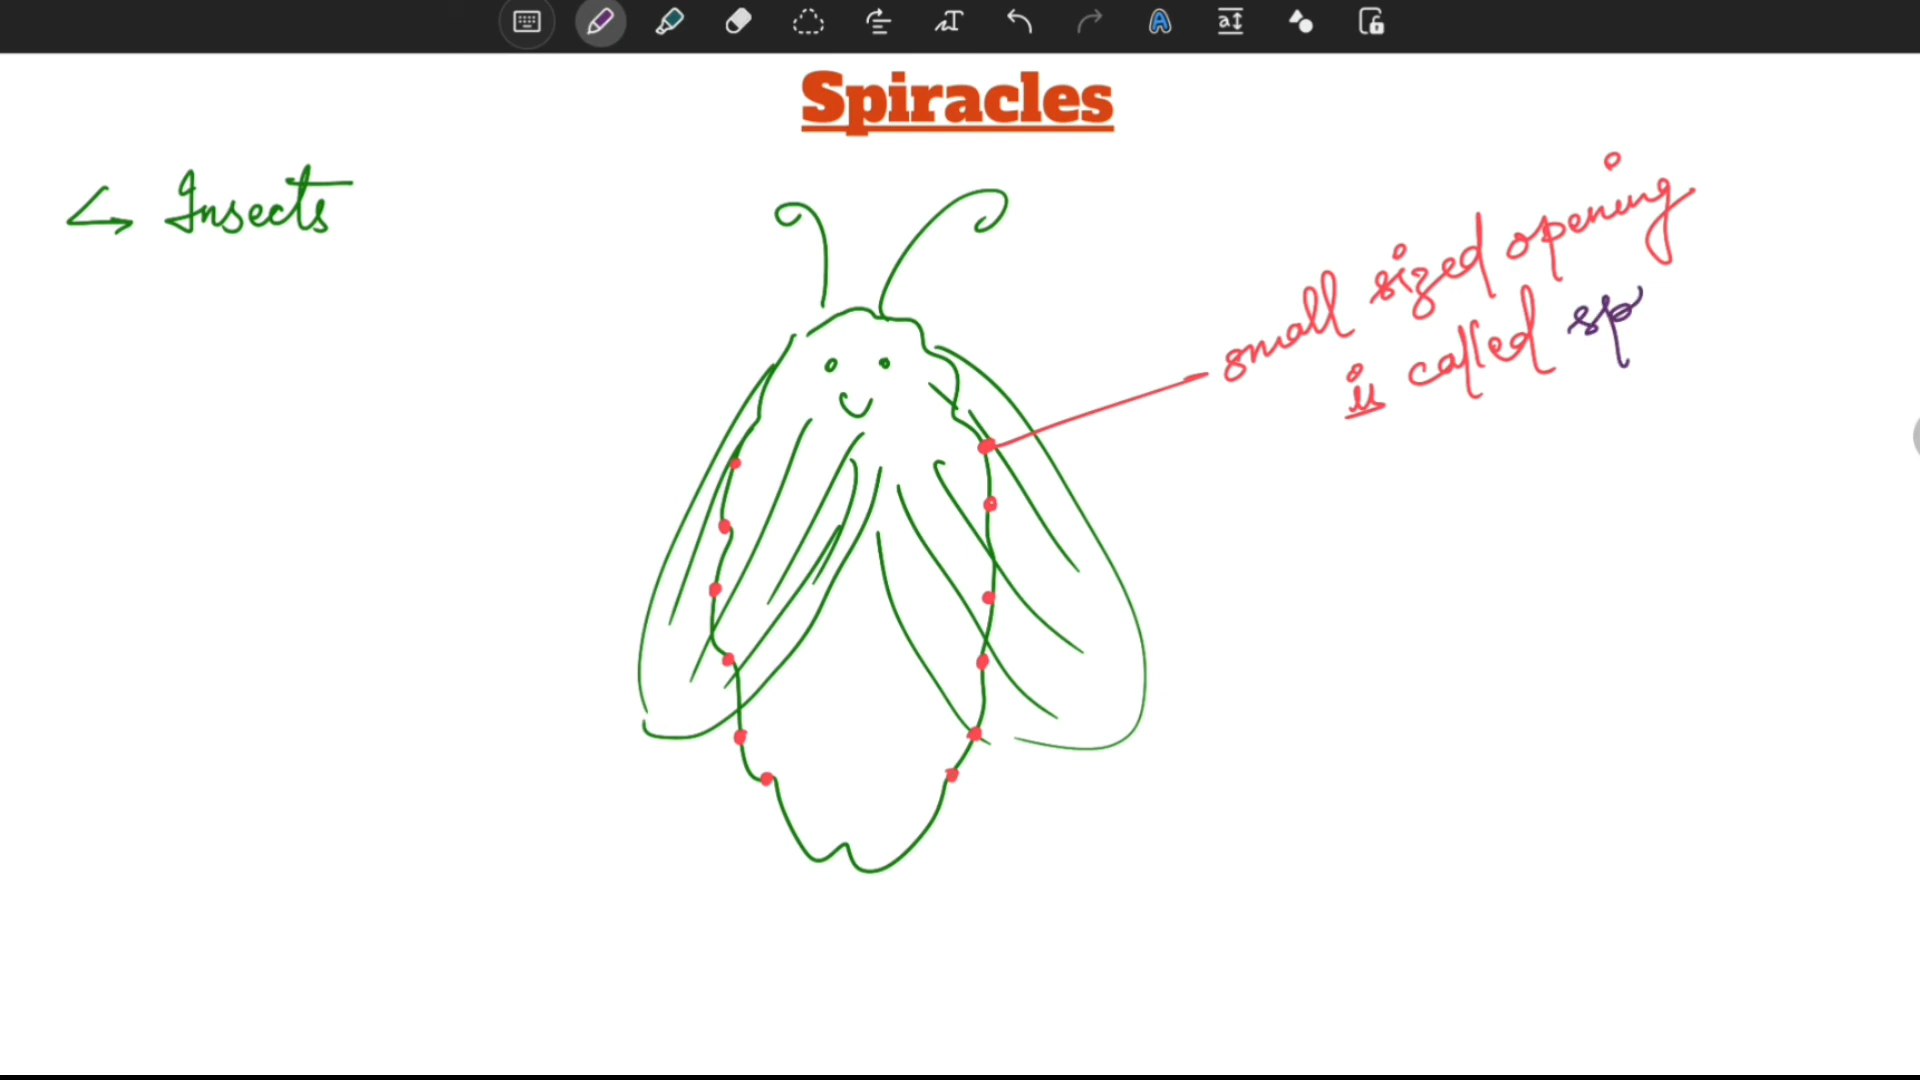 Spiracles
↳ Insects
small sized opening
is called sp